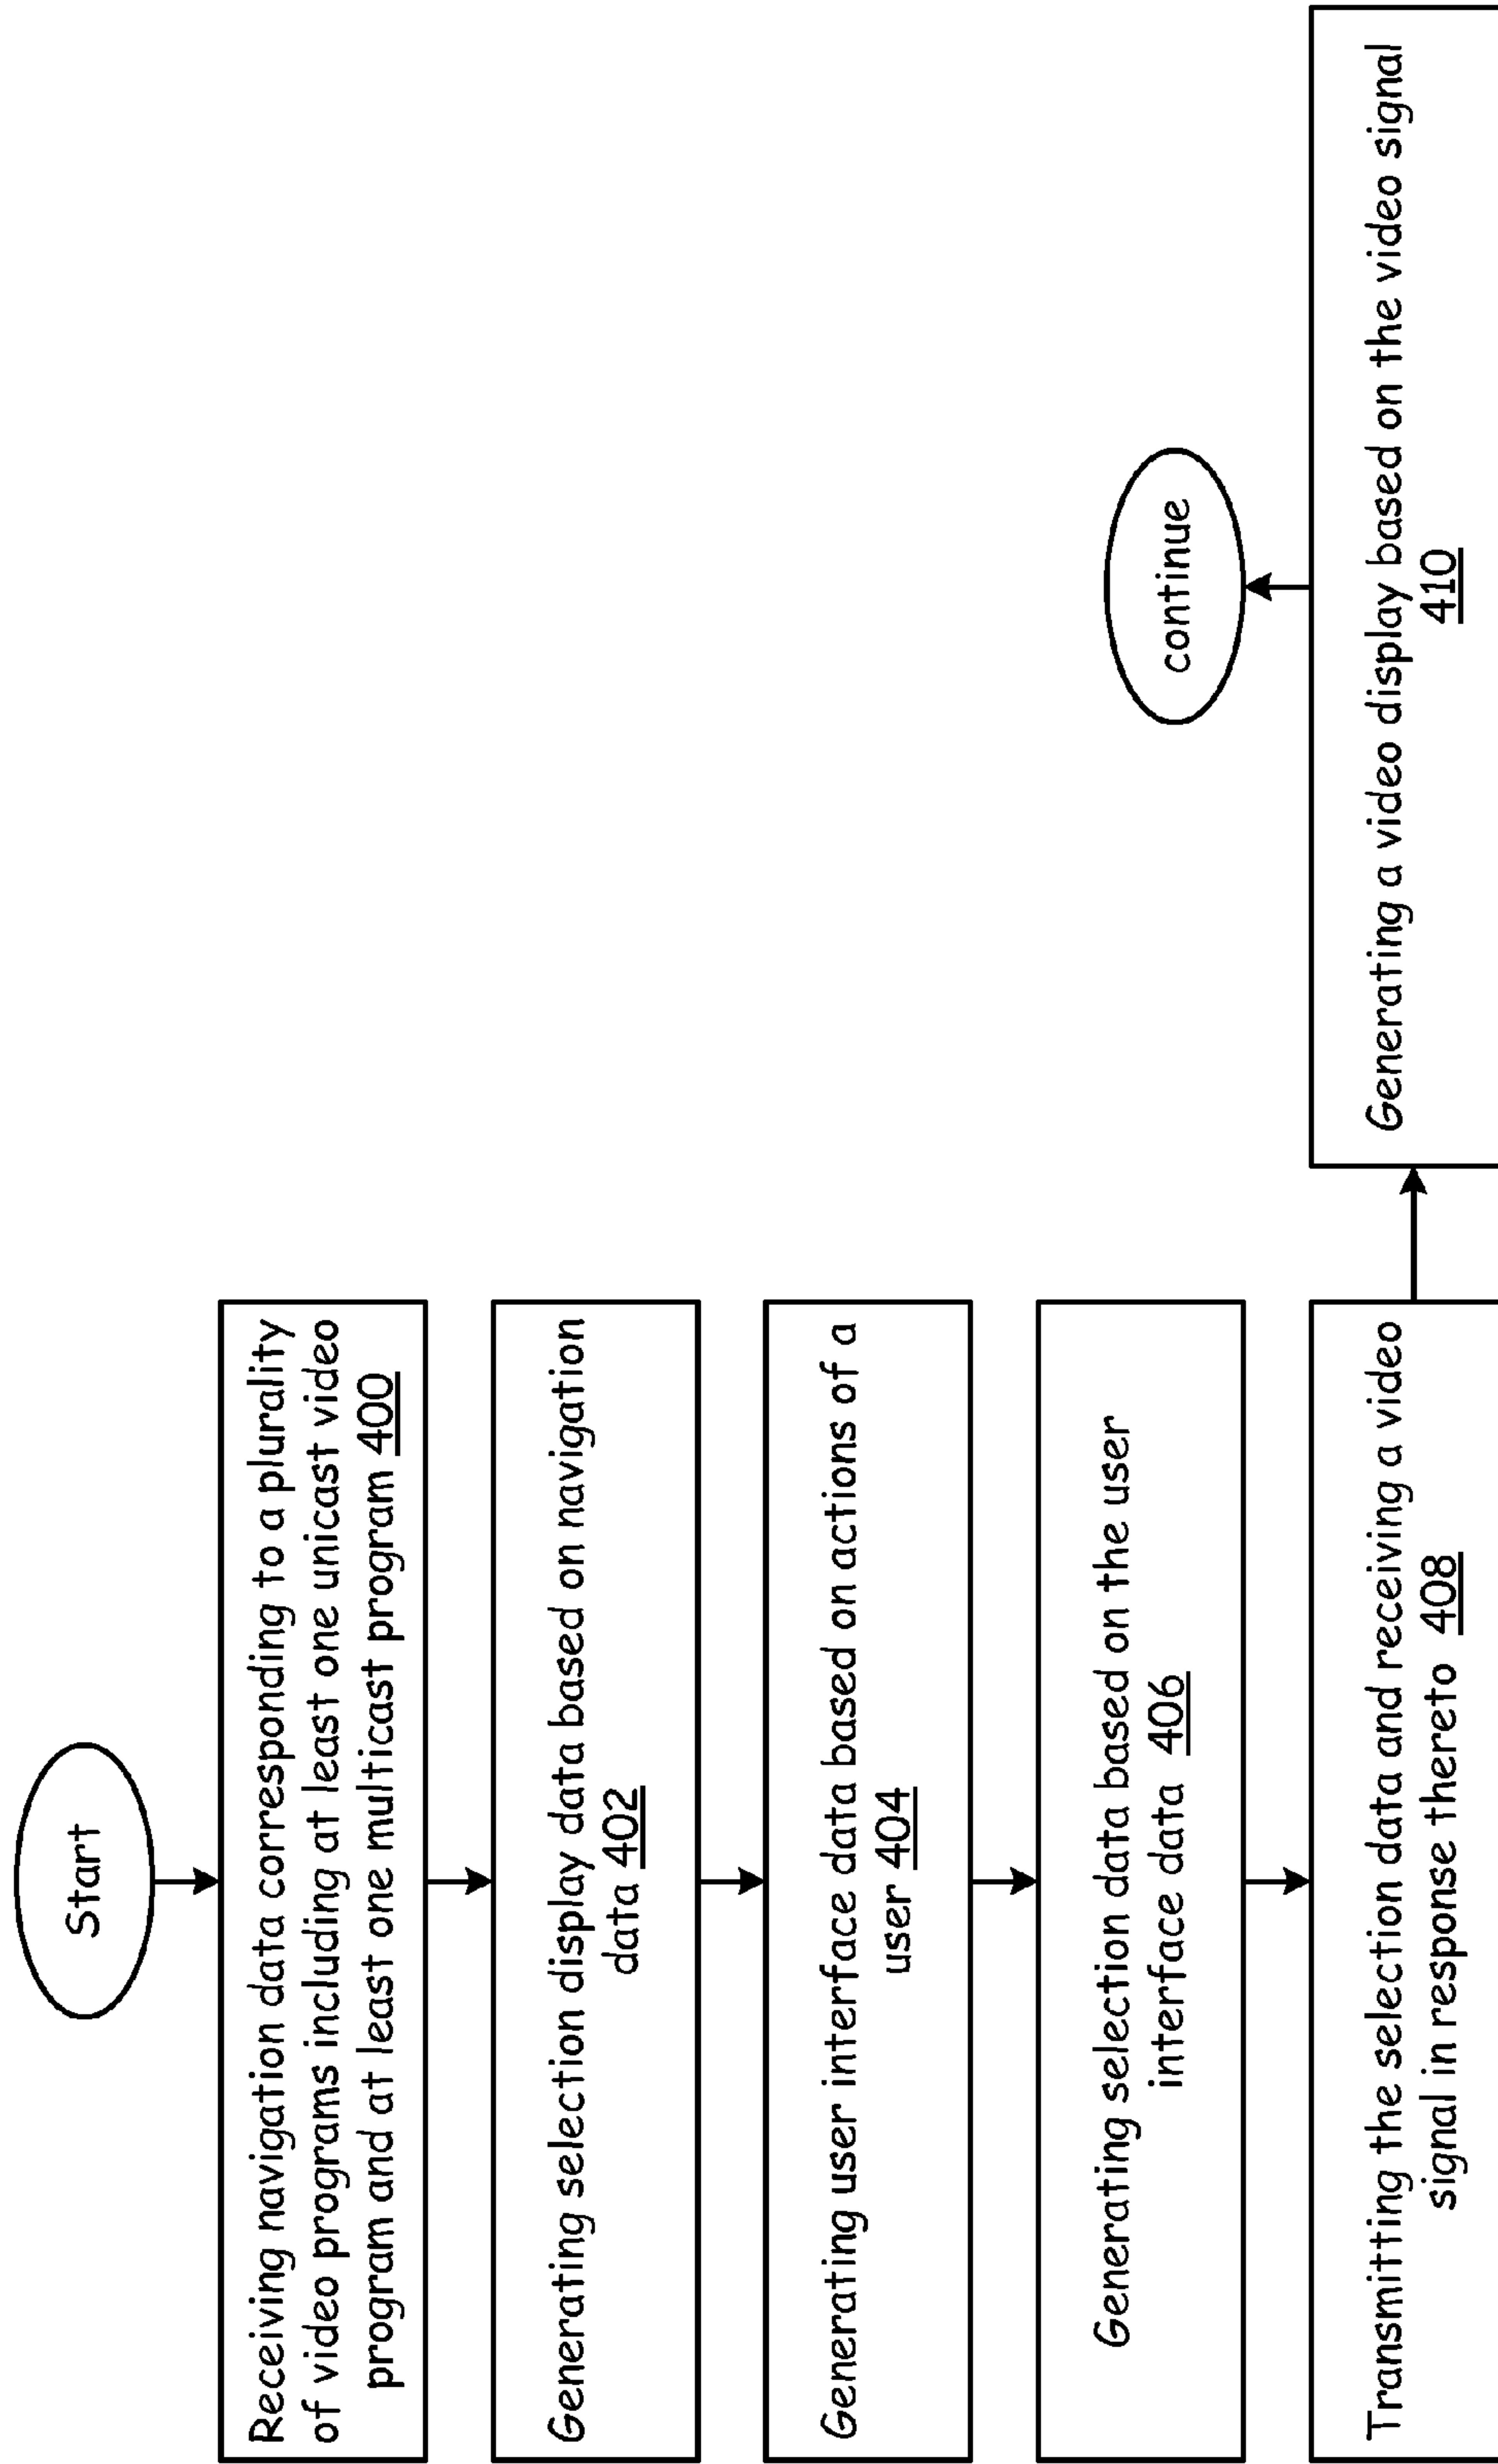 Start
Receiving navigation data corresponding to a plurality
of video programs including at least one unicast video
program and at least one multicast program 400
Generating selection display data based on navigation
data 402
Generating user interface data based on actions of a
user 404
Generating selection data based on the user
interface data 406
Transmitting the selection data and receiving a video
signal in response thereto 408
Generating a video display based on the video signal
410
continue